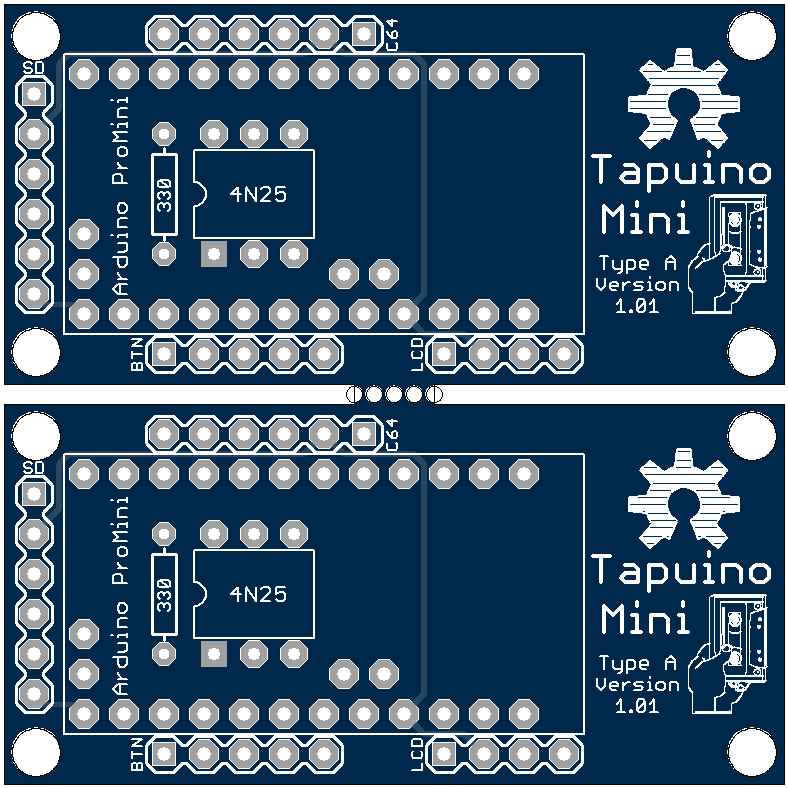 C64
SD
Arduino ProMini
330
4N25
Tapuino
Mini
Type A
Version
1.01
BTN
LCD
C64
SD
Arduino ProMini
330
4N25
Tapuino
Mini
Type A
Version
1.01
BTN
LCD